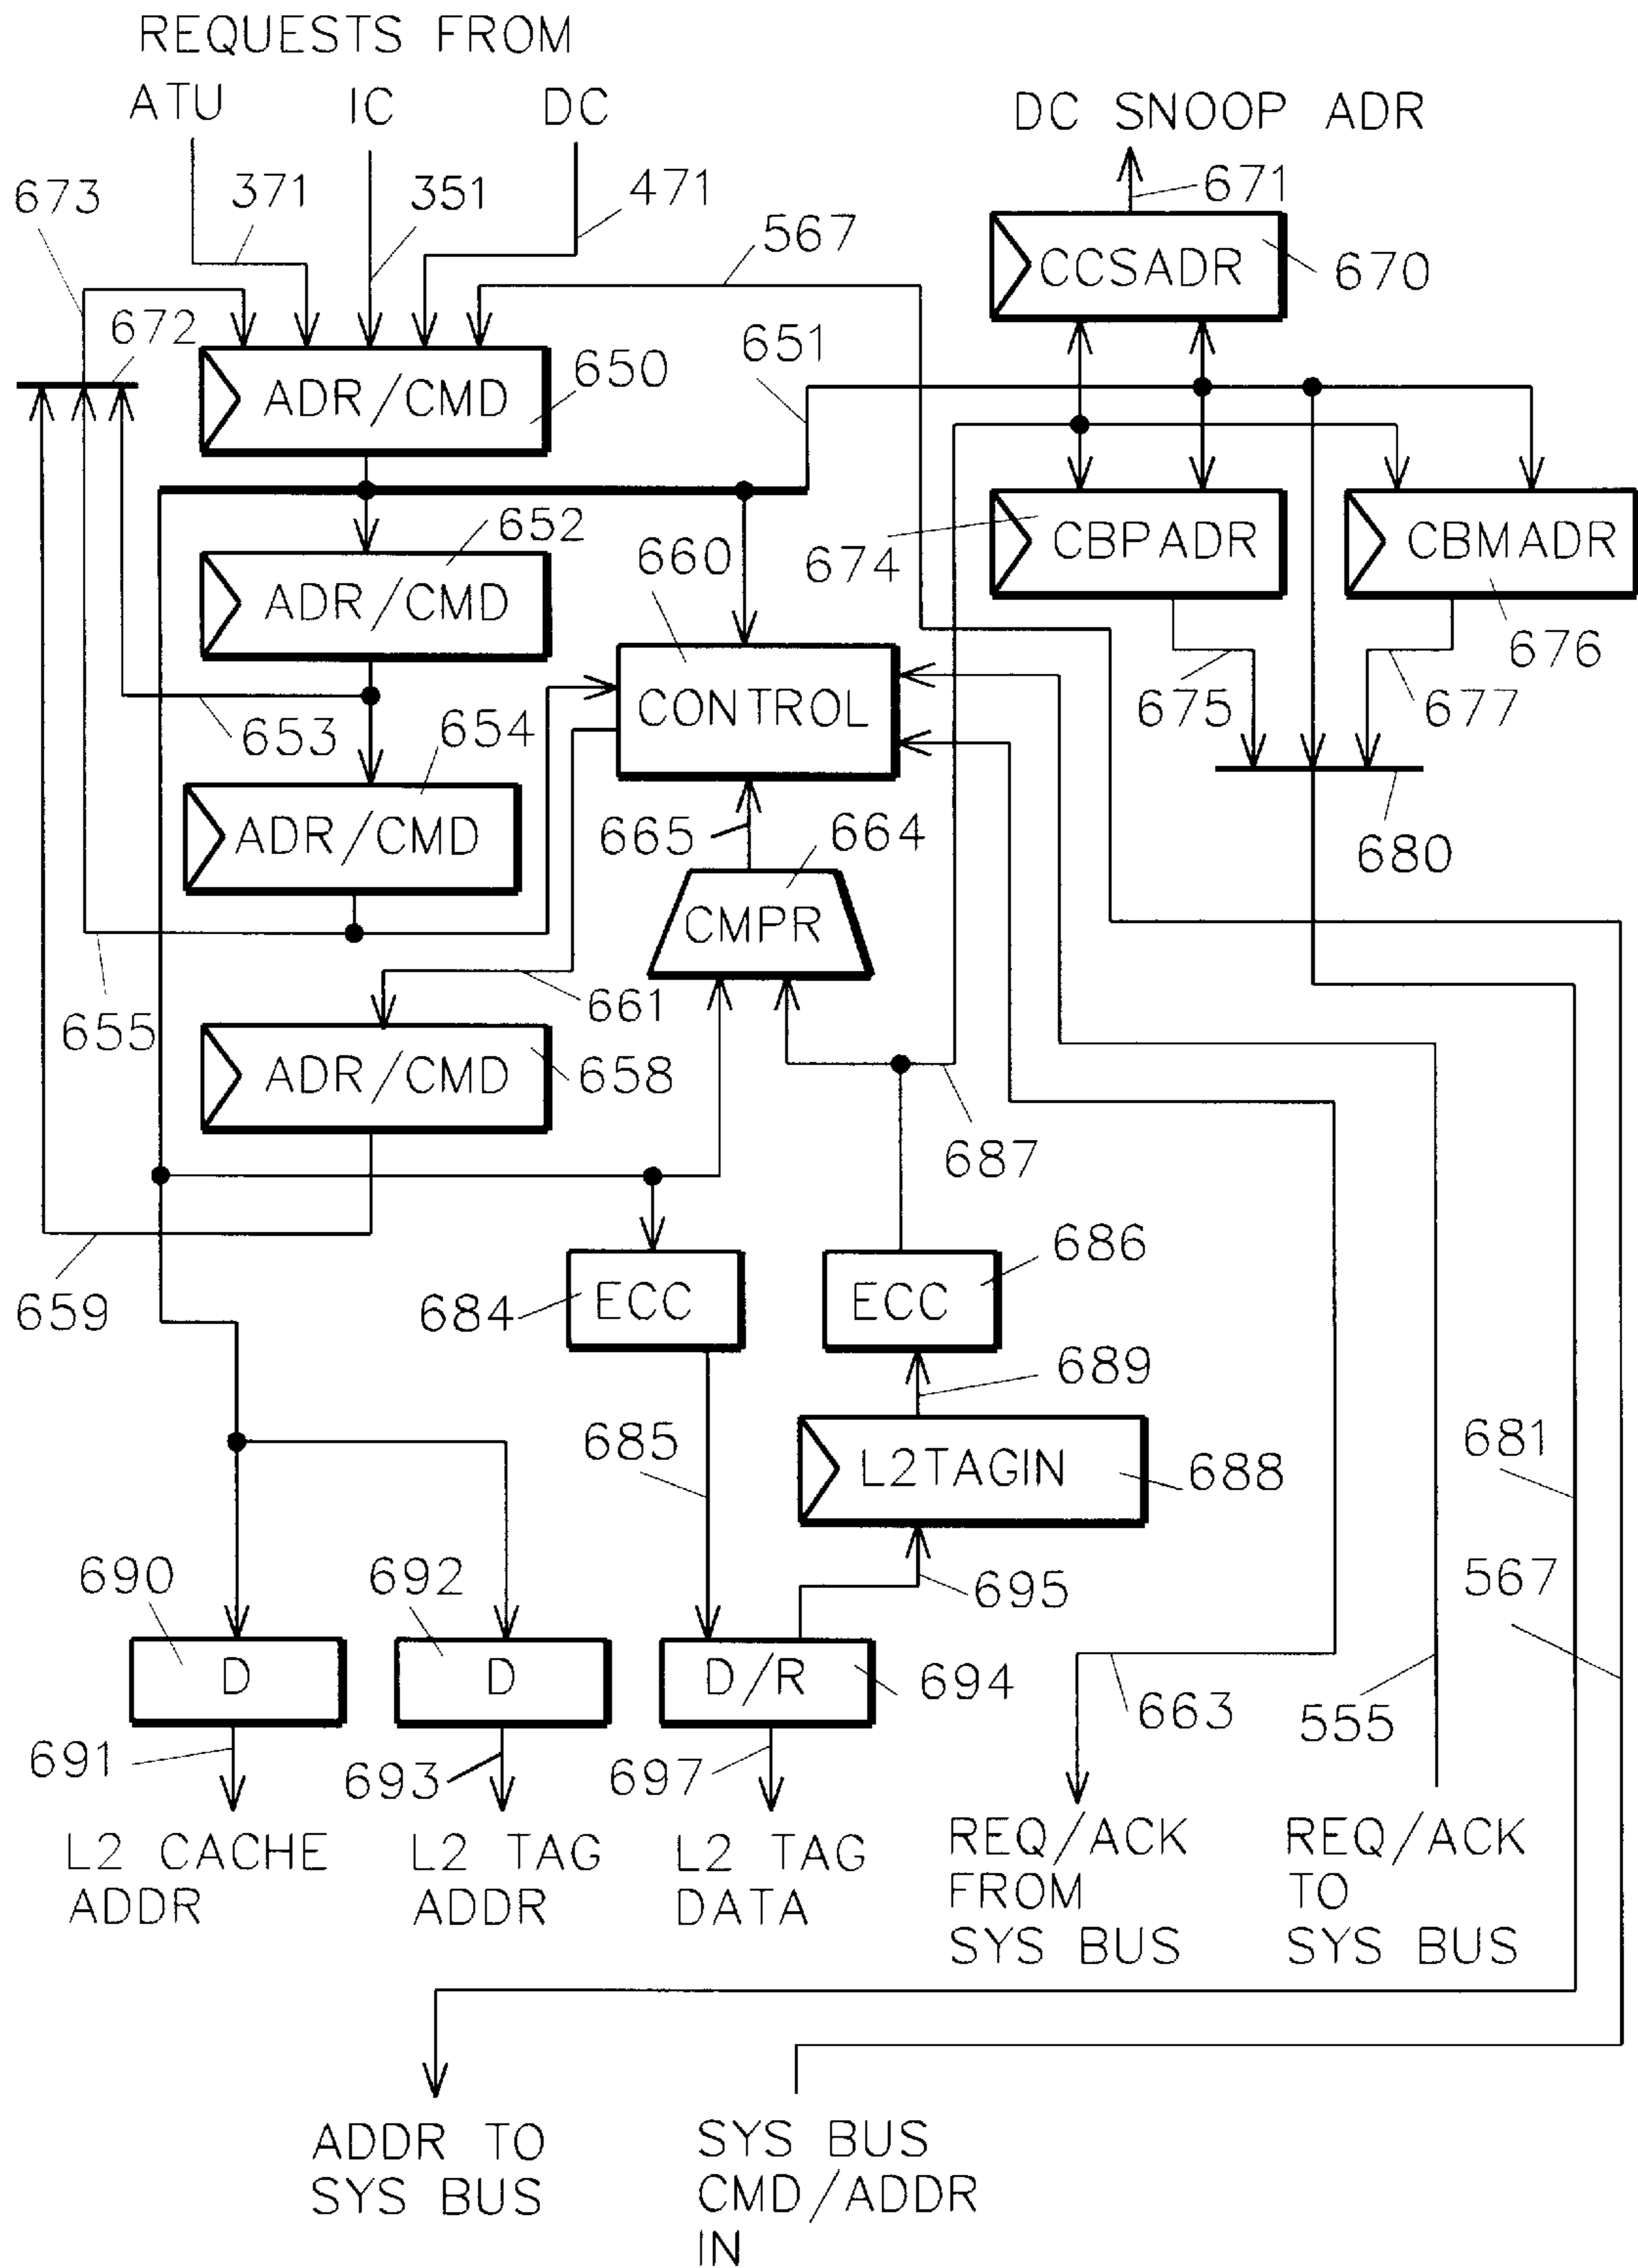 REQUESTS FROM
ATU IC DC
DC SNOOP ADR
673 371 351 471 671
567
CCSADR 670
672
651
ADR/CMD 650
652
660
ADR/CMD
674 CBPADR CBMADR
676
CONTROL
653 654
675 677
665 664
680
ADR/CMD
CMPR
661
655
ADR/CMD 658
687
659
684 ECC ECC 686
689
685
681
L2TAGIN 688
690 692
695
567
D D D/R 694
663 555
691 693 697
L2 CACHE
ADDR
L2 TAG
ADDR
L2 TAG
DATA
REQ/ACK
FROM
SYS BUS
REQ/ACK
TO
SYS BUS
ADDR TO
SYS BUS
SYS BUS
CMD/ADDR
IN